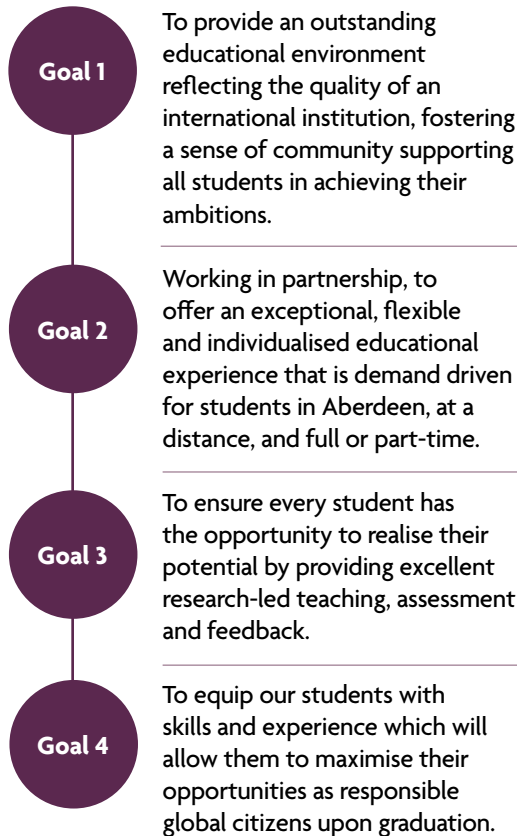 Goal 1
To provide an outstanding
educational environment
reflecting the quality of an
international institution, fostering
a sense of community supporting
all students in achieving their
ambitions.
Goal 2
Working in partnership, to
offer an exceptional, flexible
and individualised educational
experience that is demand driven
for students in Aberdeen, at a
distance, and full or part-time.
Goal 3
To ensure every student has
the opportunity to realise their
potential by providing excellent
research-led teaching, assessment
and feedback.
Goal 4
To equip our students with
skills and experience which will
allow them to maximise their
opportunities as responsible
global citizens upon graduation.